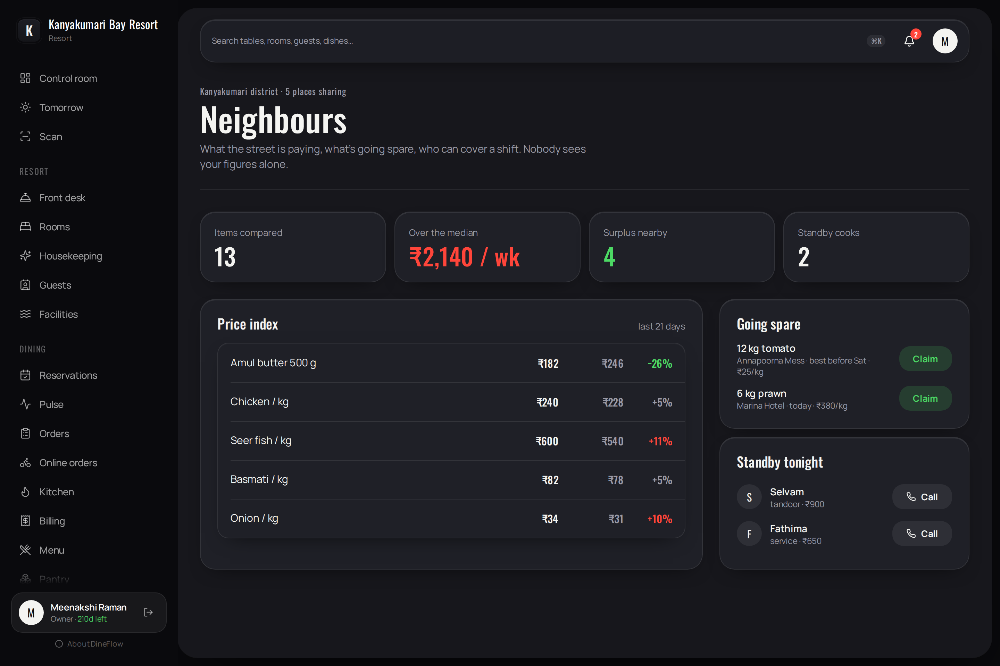 K
Kanyakumari Bay Resort
Resort
Control room
Tomorrow
Scan
RESORT
Front desk
Rooms
Housekeeping
Guests
Facilities
DINING
Reservations
Pulse
Orders
Online orders
Kitchen
Billing
Menu
Pantry
M
Meenakshi Raman
Owner · 210d left
About DineFlow
Search tables, rooms, guests, dishes...
⌘K
2
M
Kanyakumari district · 5 places sharing
Neighbours
What the street is paying, what's going spare, who can cover a shift. Nobody sees
your figures alone.
Items compared
13
Over the median
₹2,140 / wk
Surplus nearby
4
Standby cooks
2
Price index
last 21 days
Amul butter 500 g ₹182 ₹246 -26%
Chicken / kg ₹240 ₹228 +5%
Seer fish / kg ₹600 ₹540 +11%
Basmati / kg ₹82 ₹78 +5%
Onion / kg ₹34 ₹31 +10%
Going spare
12 kg tomato
Annapoorna Mess · best before Sat ·
₹25/kg
Claim
6 kg prawn
Marina Hotel · today · ₹380/kg
Claim
Standby tonight
S
Selvam
tandoor · ₹900
Call
F
Fathima
service · ₹650
Call